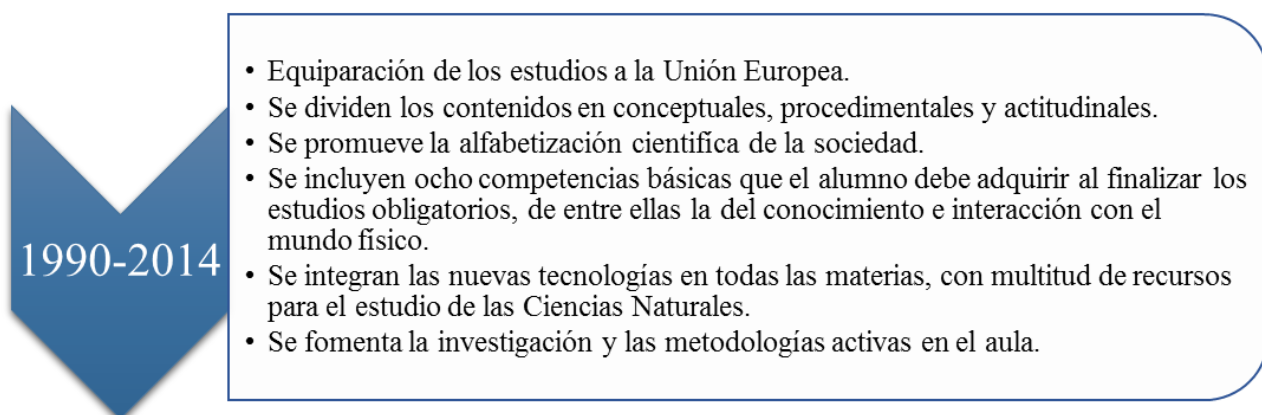 1990-2014
• Equiparación de los estudios a la Unión Europea.
• Se dividen los contenidos en conceptuales, procedimentales y actitudinales.
• Se promueve la alfabetización científica de la sociedad.
• Se incluyen ocho competencias básicas que el alumno debe adquirir al finalizar los
estudios obligatorios, de entre ellas la del conocimiento e interacción con el
mundo físico.
• Se integran las nuevas tecnologías en todas las materias, con multitud de recursos
para el estudio de las Ciencias Naturales.
• Se fomenta la investigación y las metodologías activas en el aula.